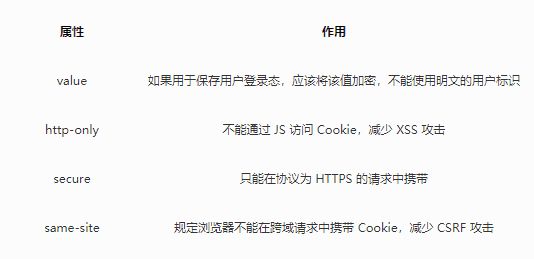 属性 作用
value 如果用于保存用户登录态，应该将该值加密，不能使用明文的用户标识
http-only 不能通过 JS 访问 Cookie，减少 XSS 攻击
secure 只能在协议为 HTTPS 的请求中携带
same-site 规定浏览器不能在跨域请求中携带 Cookie，减少 CSRF 攻击